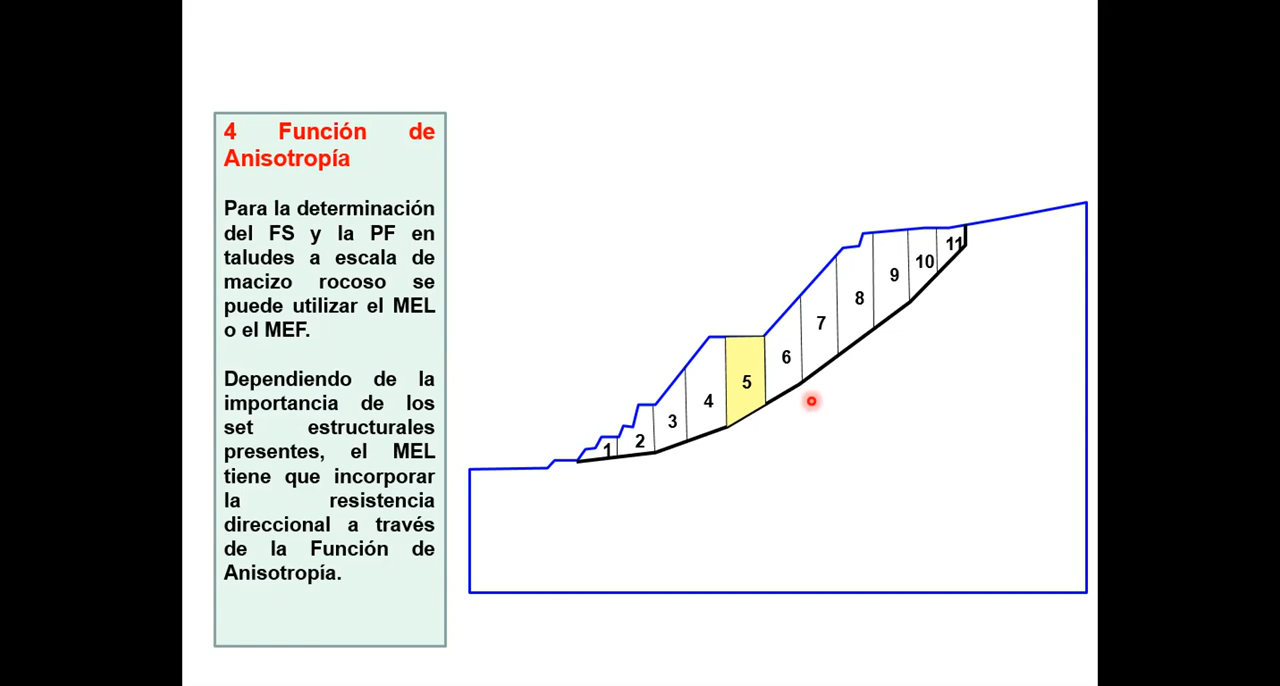 4 Función de
Anisotropía
Para la determinación
del FS y la PF en
taludes a escala de
macizo rocoso se
puede utilizar el MEL
o el MEF.
Dependiendo de la
importancia de los
set estructurales
presentes, el MEL
tiene que incorporar
la resistencia
direccional a través
de la Función de
Anisotropía.
1
2
3
4
5
6
7
8
9
10
11